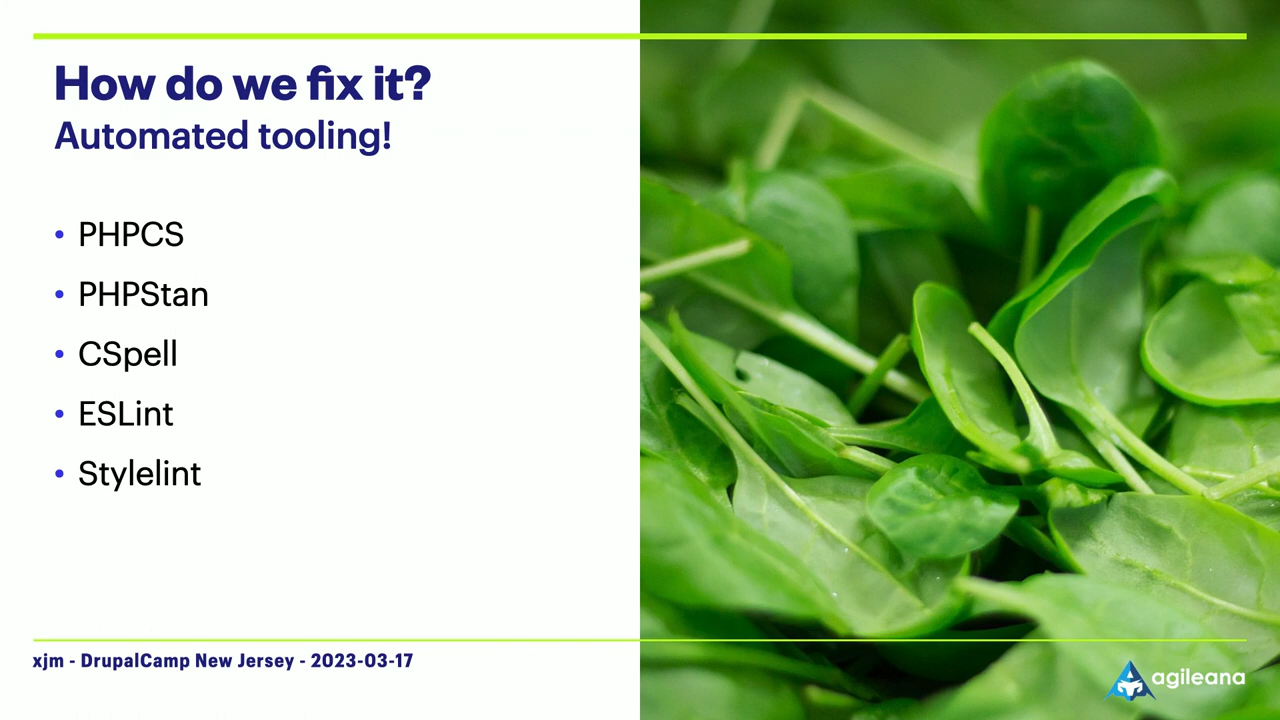 How do we fix it?
Automated tooling!
• PHPCS
• PHPStan
• CSpell
• ESLint
• Stylelint
xjm - DrupalCamp New Jersey - 2023-03-17
agileana